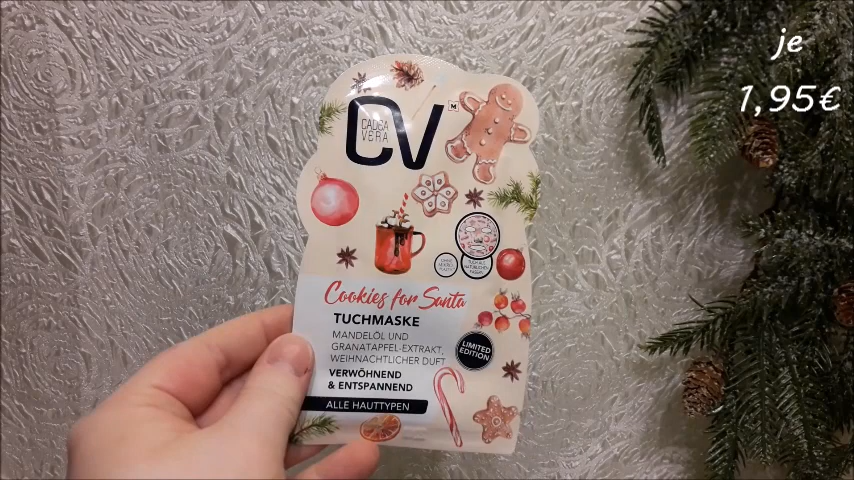 je
1,95€
CADEA
VERA
CV
M
Cookies for Santa
TUCHMASKE
MANDELÖL UND
GRANATAPFEL-EXTRAKT,
WEIHNACHTLICHER DUFT
VERWÖHNEND
& ENTSPANNEND
LIMITED
EDITION
ALLE HAUTTYPEN